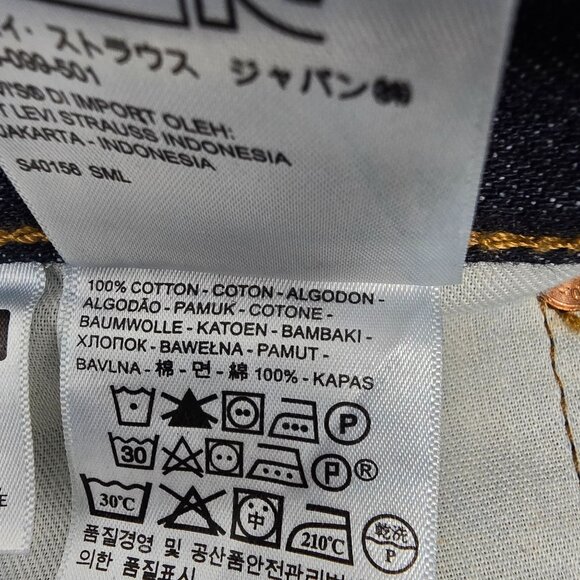 イ・ストラウス ジャパン㈱
-099-501
DI IMPORT OLEH:
LEVI STRAUSS INDONESIA
JAKARTA - INDONESIA
S40158 SML
100% COTTON - COTON - ALGODON -
ALGODÃO - PAMUK - COTONE -
BAUMWOLLE - KATOEN - BAMBAKI -
ХЛОПОК - BAWEŁNA - PAMUT -
BAVLNA - 棉 - 면 - 綿 100% - KAPAS
P
30 P®
30℃ 中 210℃ 乾洗 P
품질경영 및 공산품안전관리법
의한 품질표시
E